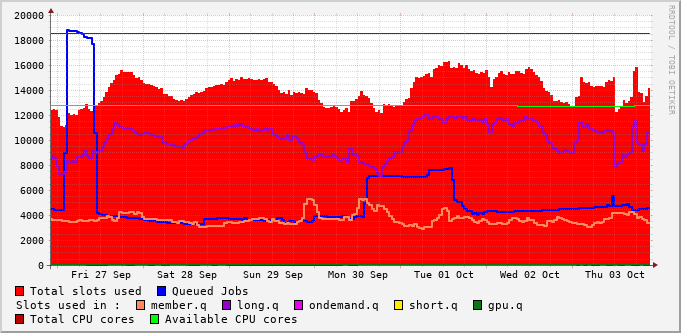 RRDTOOL / TOBI OETIKER
20000
18000
16000
14000
12000
10000
8000
6000
4000
2000
0
Fri 27 Sep Sat 28 Sep Sun 29 Sep Mon 30 Sep Tue 01 Oct Wed 02 Oct Thu 03 Oct
Total slots used Queued Jobs
Slots used in : member.q long.q ondemand.q short.q gpu.q
Total CPU cores Available CPU cores